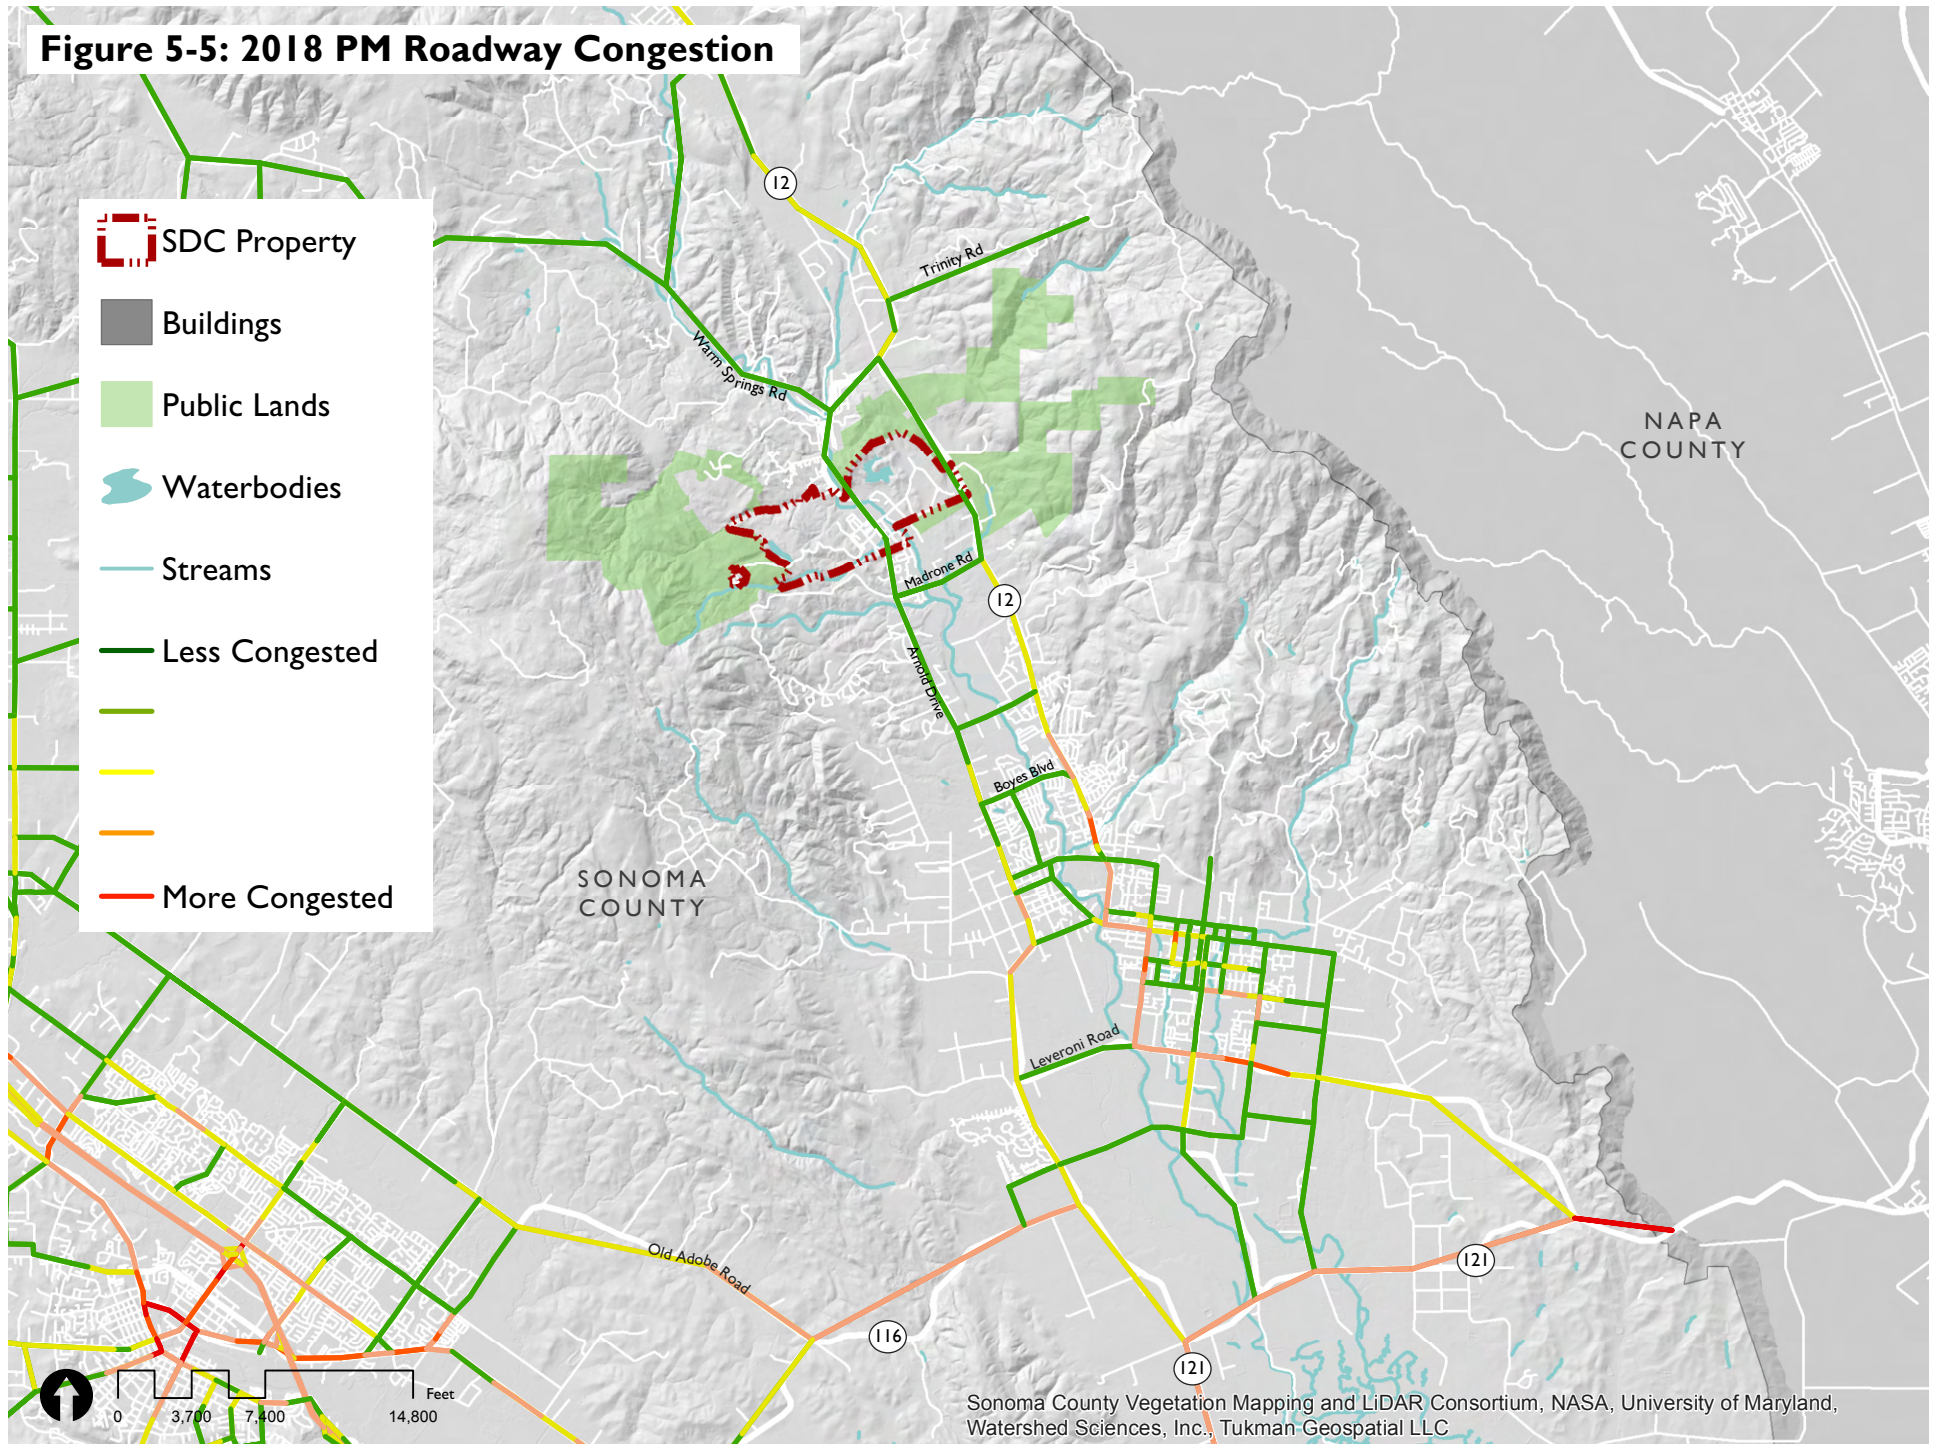 Figure 5-5: 2018 PM Roadway Congestion
12
SDC Property
Trinity Rd
Buildings
Warm Springs Rd
Public Lands
NAPA
COUNTY
Waterbodies
Streams
Madrone Rd
12
Less Congested
Arnold Drive
Boyes Blvd
SONOMA
COUNTY
More Congested
Leveroni Road
Old Adobe Road
121
116
121
Feet
0 3,700 7,400 14,800
Sonoma County Vegetation Mapping and LiDAR Consortium, NASA, University of Maryland,
Watershed Sciences, Inc., Tukman Geospatial LLC